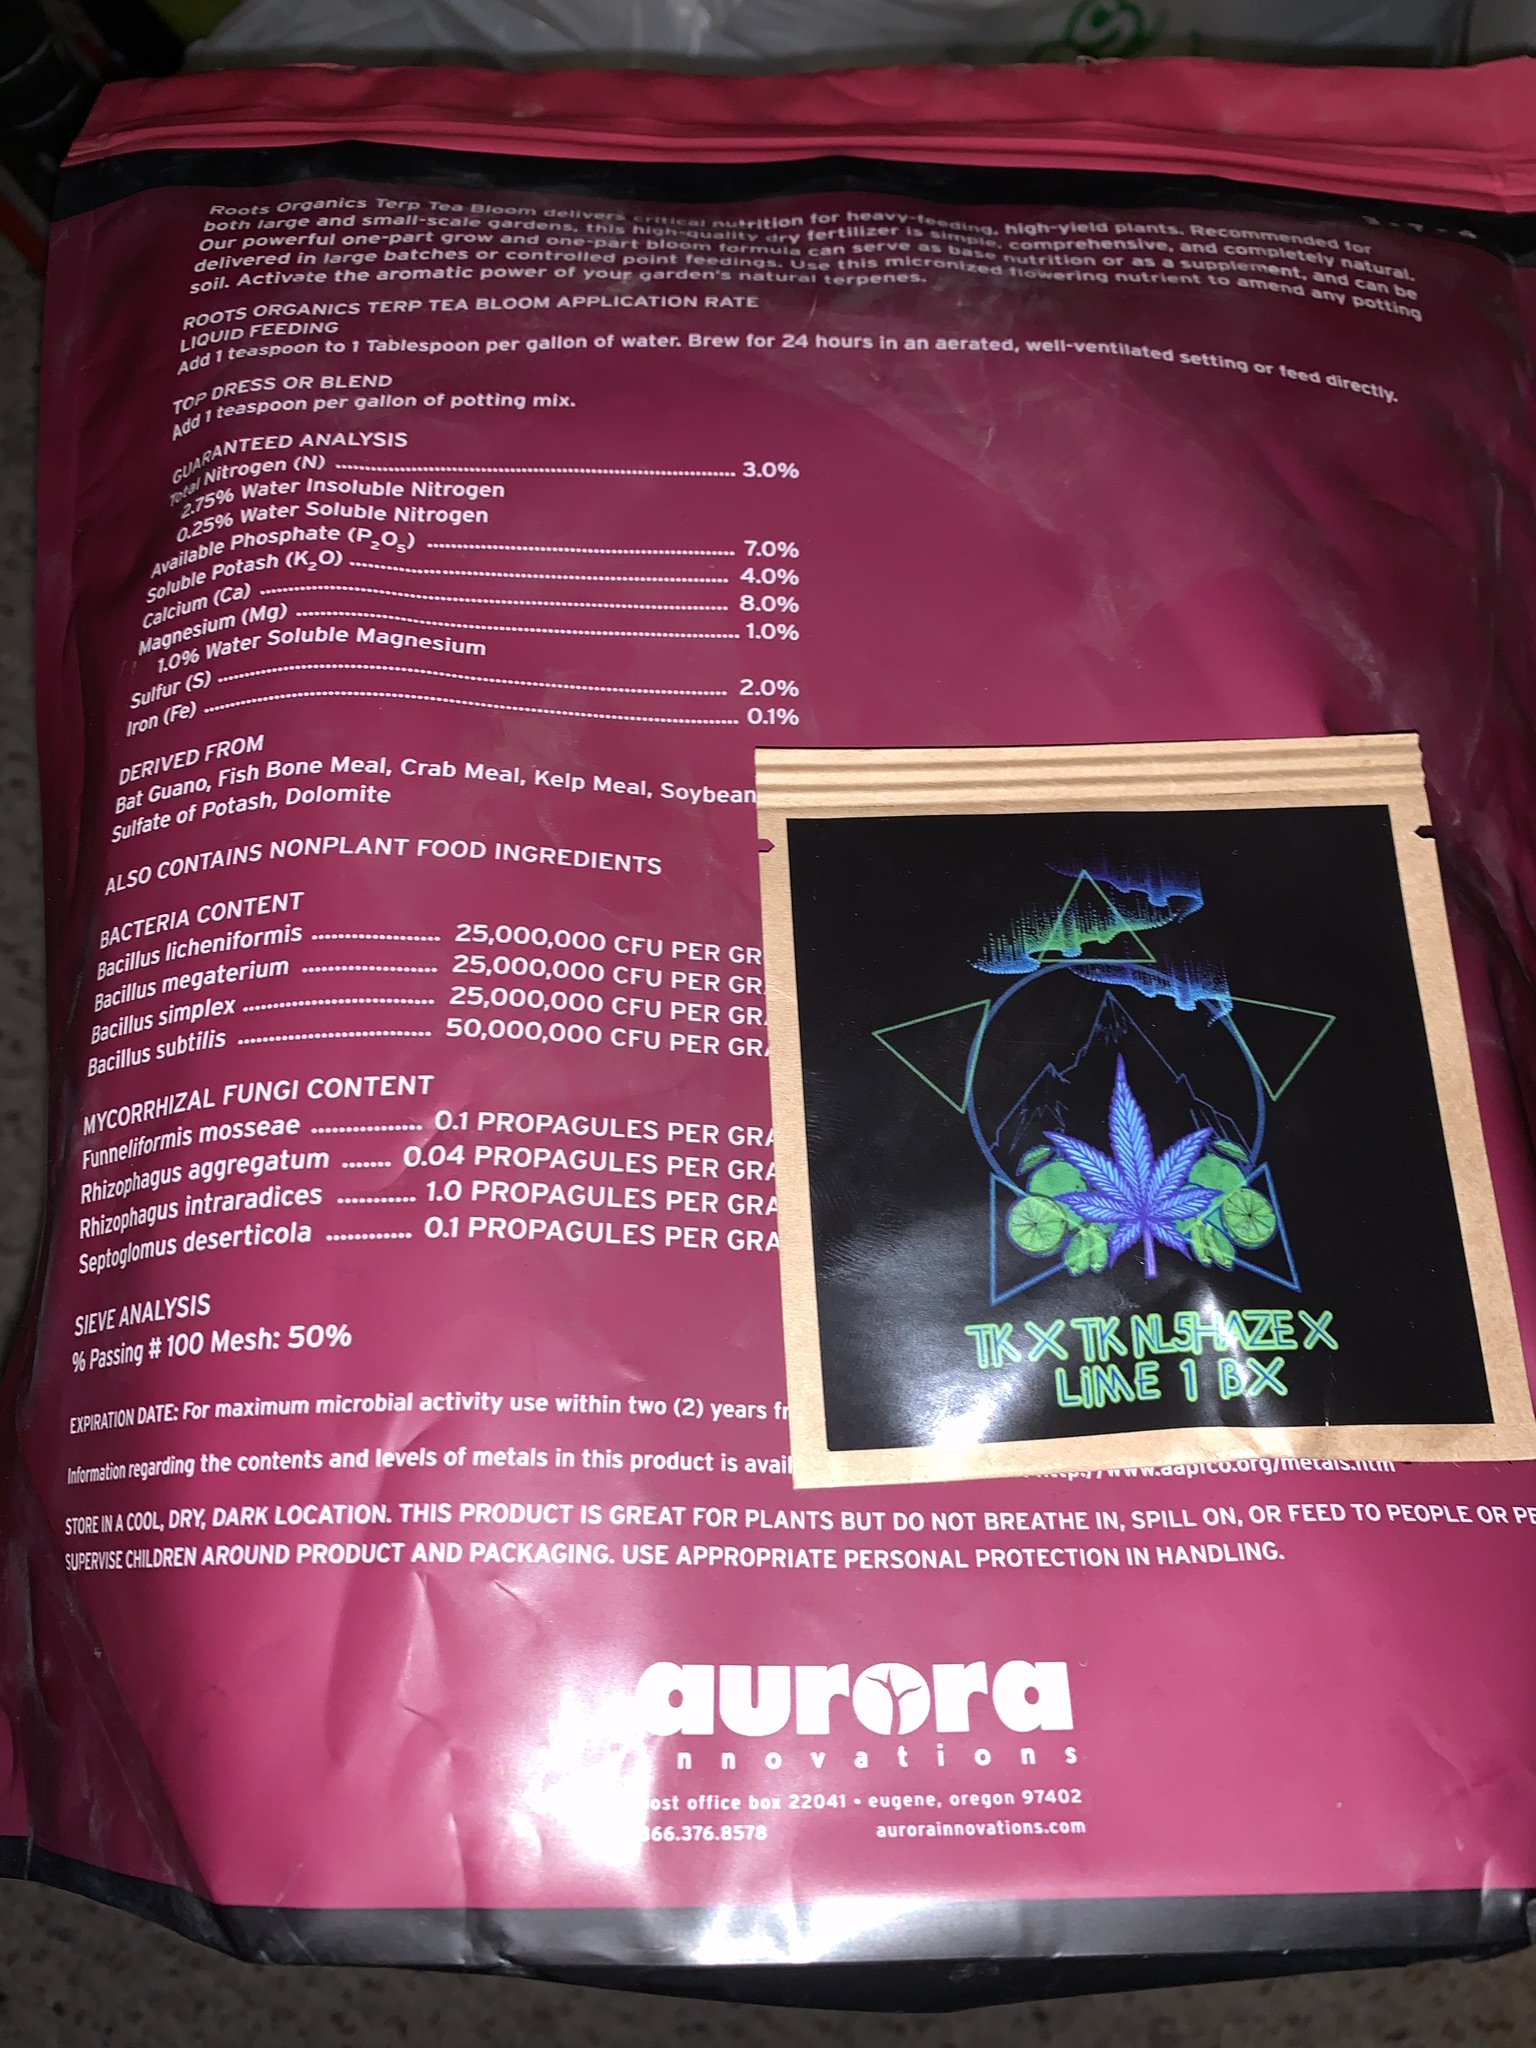 3 - 7 - 4
Roots Organics Terp Tea Bloom delivers critical nutrition for heavy-feeding, high-yield plants. Recommended for
both large and small-scale gardens, this high-quality dry fertilizer is simple, comprehensive, and completely natural.
Our powerful one-part grow and one-part bloom formula can serve as base nutrition or as a supplement, and can be
delivered in large batches or controlled point feedings. Use this micronized flowering nutrient to amend any potting
soil. Activate the aromatic power of your garden's natural terpenes.
ROOTS ORGANICS TERP TEA BLOOM APPLICATION RATE
LIQUID FEEDING
Add 1 teaspoon to 1 Tablespoon per gallon of water. Brew for 24 hours in an aerated, well-ventilated setting or feed directly.
TOP DRESS OR BLEND
Add 1 teaspoon per gallon of potting mix.
GUARANTEED ANALYSIS
Total Nitrogen (N) 3.0%
2.75% Water Insoluble Nitrogen
0.25% Water Soluble Nitrogen
Available Phosphate (P₂O₅) 7.0%
Soluble Potash (K₂O) 4.0%
Calcium (Ca) 8.0%
Magnesium (Mg) 1.0%
1.0% Water Soluble Magnesium
Sulfur (S) 2.0%
Iron (Fe) 0.1%
DERIVED FROM
Bat Guano, Fish Bone Meal, Crab Meal, Kelp Meal, Soybean
Sulfate of Potash, Dolomite
ALSO CONTAINS NONPLANT FOOD INGREDIENTS
BACTERIA CONTENT
Bacillus licheniformis 25,000,000 CFU PER GR
Bacillus megaterium 25,000,000 CFU PER GR
Bacillus simplex 25,000,000 CFU PER GR
Bacillus subtilis 50,000,000 CFU PER GRA
MYCORRHIZAL FUNGI CONTENT
Funneliformis mosseae 0.1 PROPAGULES PER GRA
Rhizophagus aggregatum 0.04 PROPAGULES PER GRA
Rhizophagus intraradices 1.0 PROPAGULES PER GRA
Septoglomus deserticola 0.1 PROPAGULES PER GRA
SIEVE ANALYSIS
% Passing # 100 Mesh: 50%
EXPIRATION DATE: For maximum microbial activity use within two (2) years fr
Information regarding the contents and levels of metals in this product is avai
http://www.aapfco.org/metals.htm
STORE IN A COOL, DRY, DARK LOCATION. THIS PRODUCT IS GREAT FOR PLANTS BUT DO NOT BREATHE IN, SPILL ON, OR FEED TO PEOPLE OR PE
SUPERVISE CHILDREN AROUND PRODUCT AND PACKAGING. USE APPROPRIATE PERSONAL PROTECTION IN HANDLING.
TK X TK NL5HAZE X
LiME 1 BX
aurora
innovations
ost office box 22041 • eugene, oregon 97402
866.376.8578 aurorainnovations.com